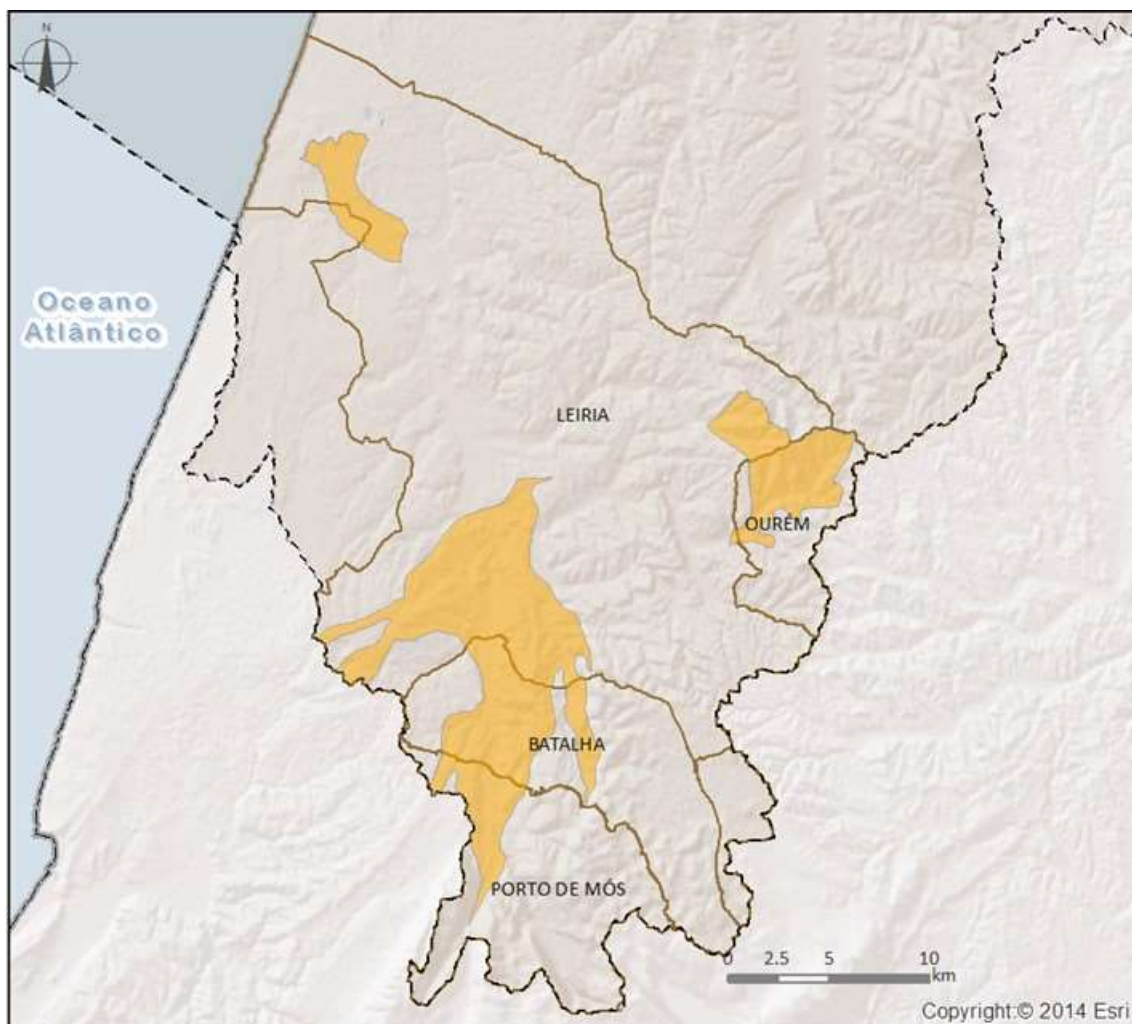 N
Oceano
Atlântico
LEIRIA
OURÉM
BATALHA
PORTO DE MÓS
0 2.5 5 10
km
Copyright:© 2014 Esri